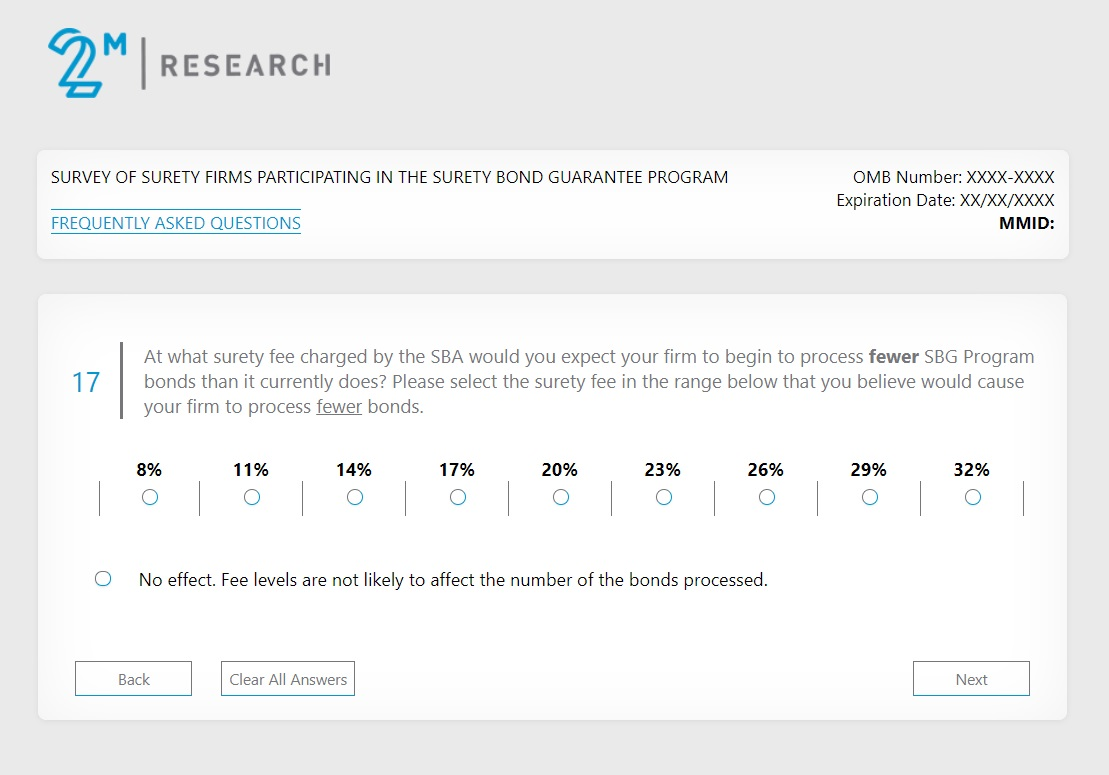 2M | RESEARCH
SURVEY OF SURETY FIRMS PARTICIPATING IN THE SURETY BOND GUARANTEE PROGRAM
OMB Number: XXXX-XXXX
Expiration Date: XX/XX/XXXX
FREQUENTLY ASKED QUESTIONS
MMID:
17
At what surety fee charged by the SBA would you expect your firm to begin to process fewer SBG Program
bonds than it currently does? Please select the surety fee in the range below that you believe would cause
your firm to process fewer bonds.
8% 11% 14% 17% 20% 23% 26% 29% 32%
No effect. Fee levels are not likely to affect the number of the bonds processed.
Back Clear All Answers Next